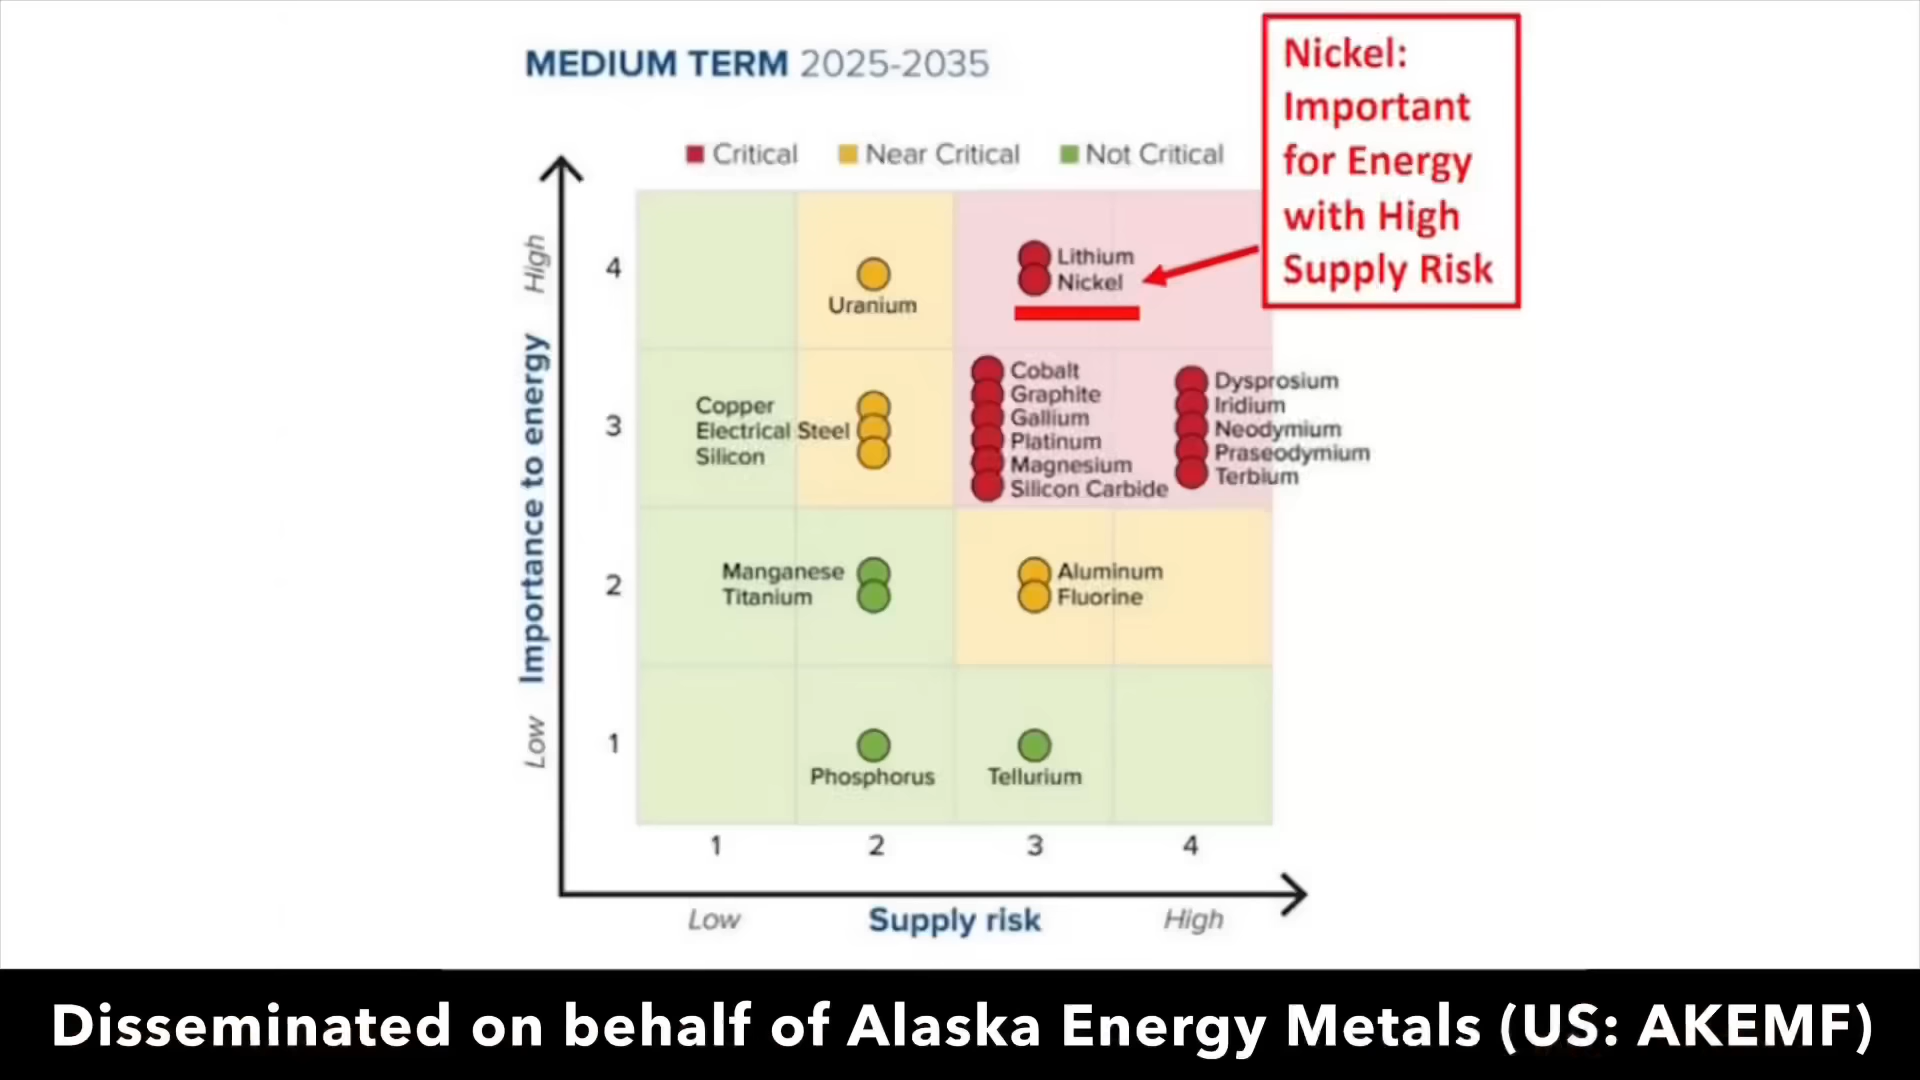 MEDIUM TERM 2025-2035
Nickel:
Important
for Energy
with High
Supply Risk
Critical
Near Critical
Not Critical
High
Importance to energy
Low
4
3
2
1
Uranium
Lithium
Nickel
Copper
Electrical Steel
Silicon
Cobalt
Graphite
Gallium
Platinum
Magnesium
Silicon Carbide
Dysprosium
Iridium
Neodymium
Praseodymium
Terbium
Manganese
Titanium
Aluminum
Fluorine
Phosphorus
Tellurium
1
2
3
4
Low
Supply risk
High
Disseminated on behalf of Alaska Energy Metals (US: AKEMF)